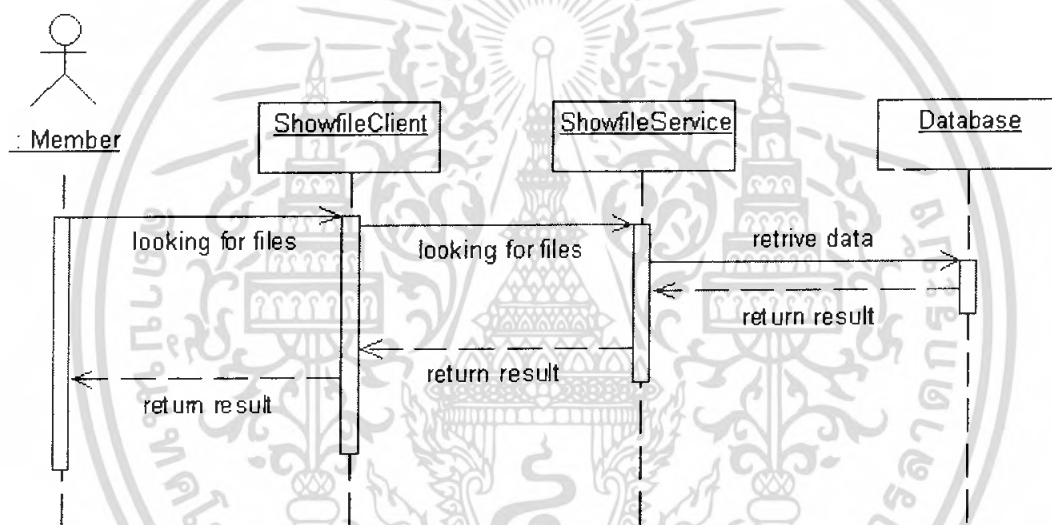 : Member
ShowfileClient
ShowfileService
Database
looking for files
looking for files
retrive data
return result
return result
return result